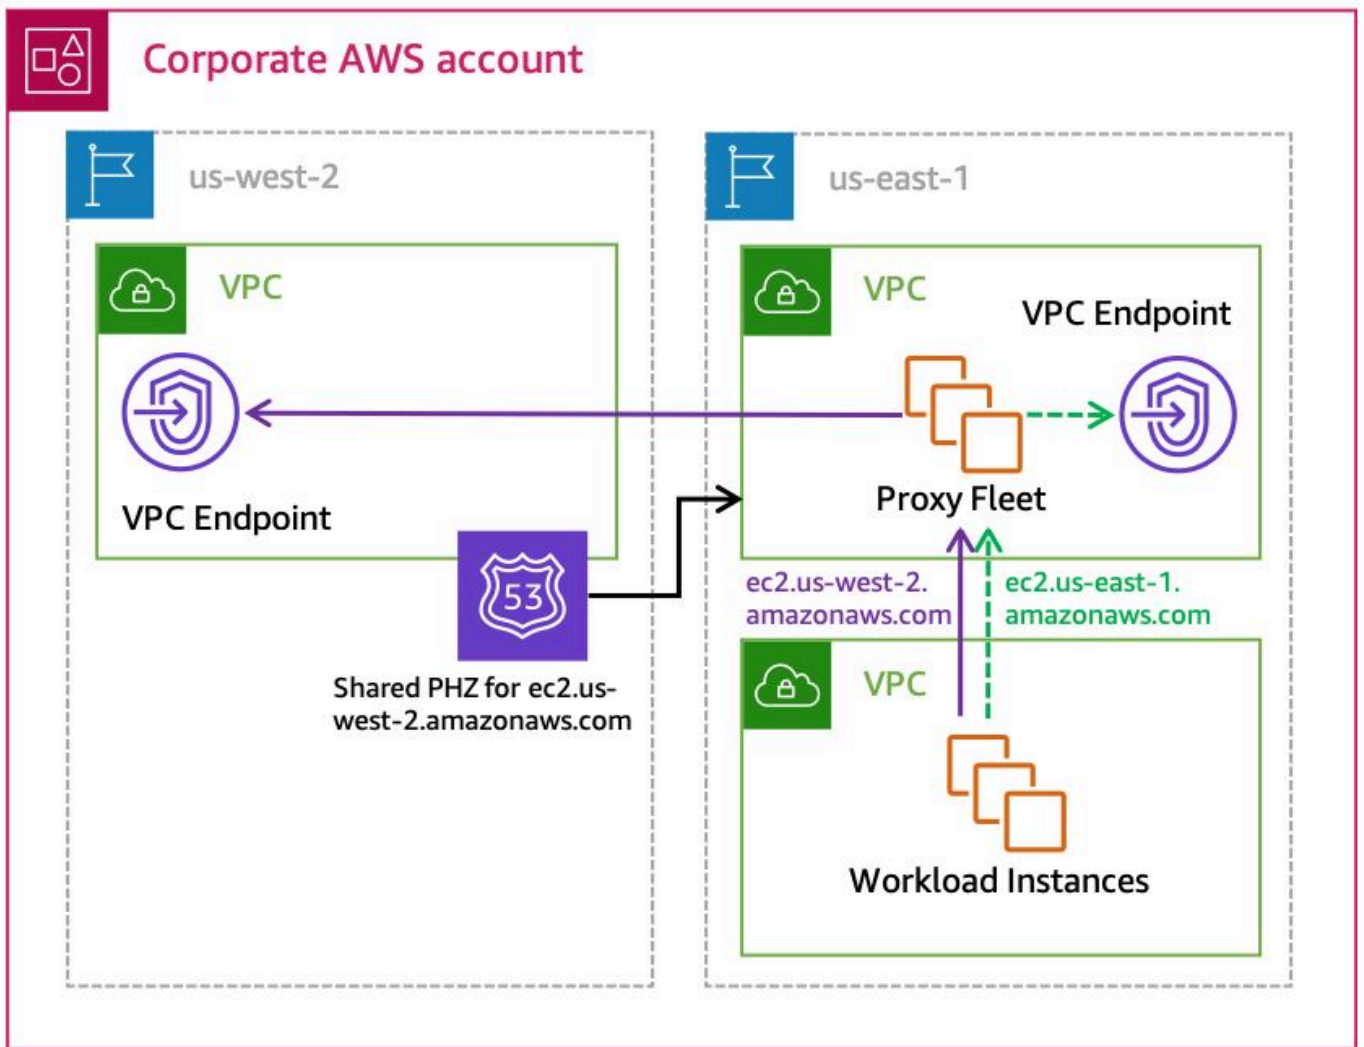 Corporate AWS account
us-west-2
us-east-1
VPC
VPC
VPC Endpoint
VPC Endpoint
Proxy Fleet
53
Shared PHZ for ec2.us-
west-2.amazonaws.com
ec2.us-west-2.
amazonaws.com
ec2.us-east-1.
amazonaws.com
VPC
Workload Instances